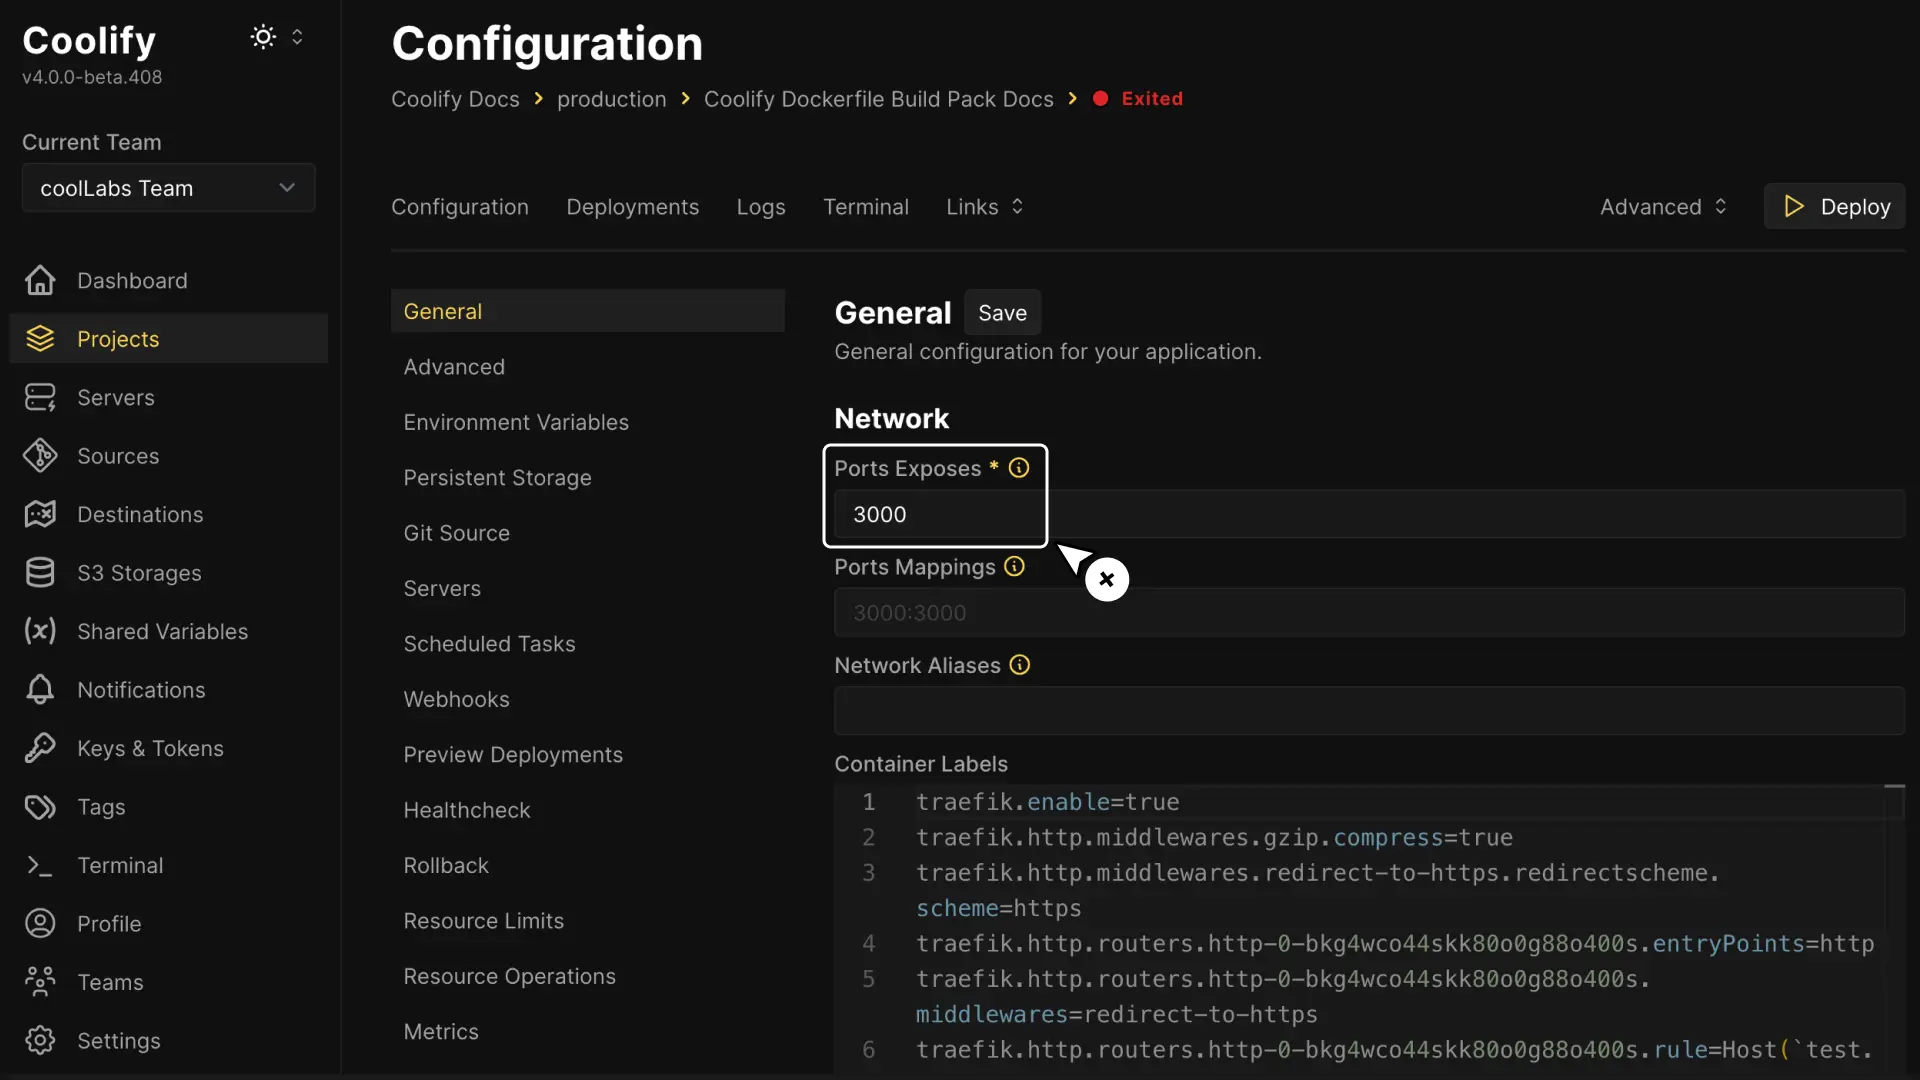 Coolify
v4.0.0-beta.408
Current Team
coolLabs Team
Dashboard
Projects
Servers
Sources
Destinations
S3 Storages
Shared Variables
Notifications
Keys & Tokens
Tags
Terminal
Profile
Teams
Settings
Configuration
Coolify Docs > production > Coolify Dockerfile Build Pack Docs > Exited
Configuration Deployments Logs Terminal Links Advanced Deploy
General
Advanced
Environment Variables
Persistent Storage
Git Source
Servers
Scheduled Tasks
Webhooks
Preview Deployments
Healthcheck
Rollback
Resource Limits
Resource Operations
Metrics
General Save
General configuration for your application.
Network
Ports Exposes *
3000
Ports Mappings
3000:3000
Network Aliases
Container Labels
1 traefik.enable=true
2 traefik.http.middlewares.gzip.compress=true
3 traefik.http.middlewares.redirect-to-https.redirectscheme.
scheme=https
4 traefik.http.routers.http-0-bkg4wco44skk80o0g88o400s.entryPoints=http
5 traefik.http.routers.http-0-bkg4wco44skk80o0g88o400s.
middlewares=redirect-to-https
6 traefik.http.routers.http-0-bkg4wco44skk80o0g88o400s.rule=Host(`test.